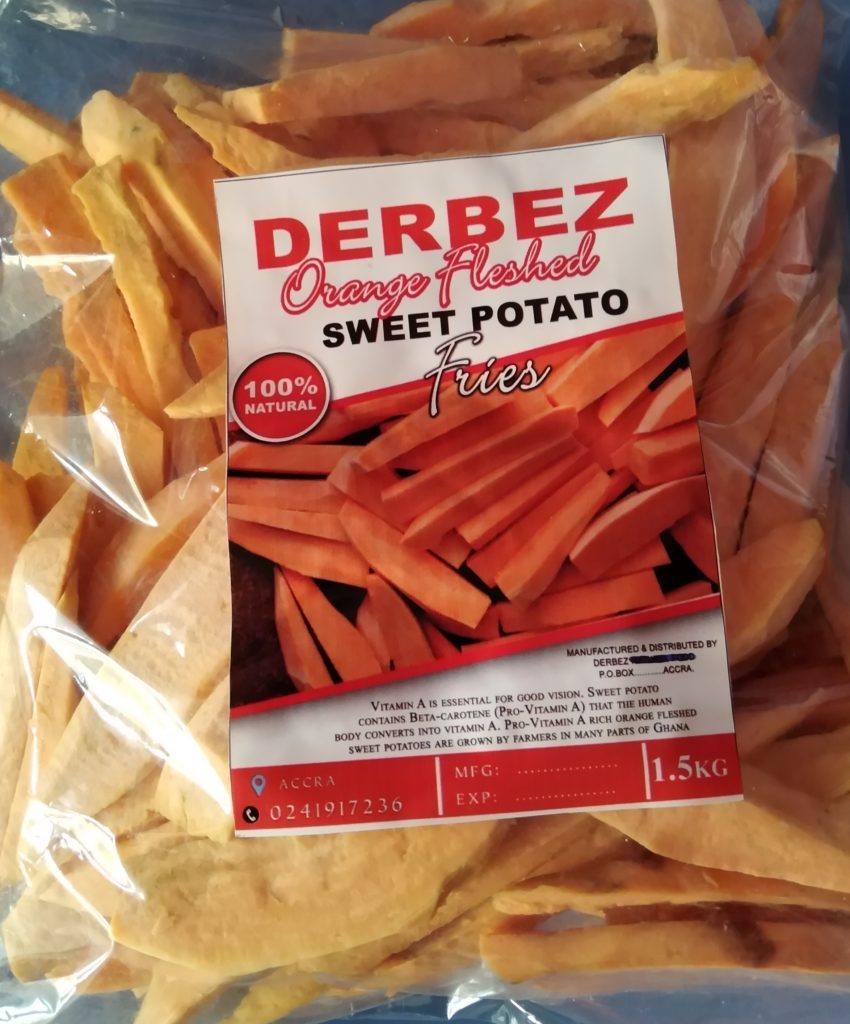 DERBEZ
Orange Fleshed
SWEET POTATO
Fries
100%
NATURAL
MANUFACTURED & DISTRIBUTED BY
DERBEZ
P.O.BOX............ACCRA.
VITAMIN A IS ESSENTIAL FOR GOOD VISION. SWEET POTATO
CONTAINS BETA-CAROTENE (PRO-VITAMIN A) THAT THE HUMAN
BODY CONVERTS INTO VITAMIN A. PRO-VITAMIN A RICH ORANGE FLESHED
SWEET POTATOES ARE GROWN BY FARMERS IN MANY PARTS OF GHANA
ACCRA
0241917236
MFG: ................
EXP: ................
1.5KG